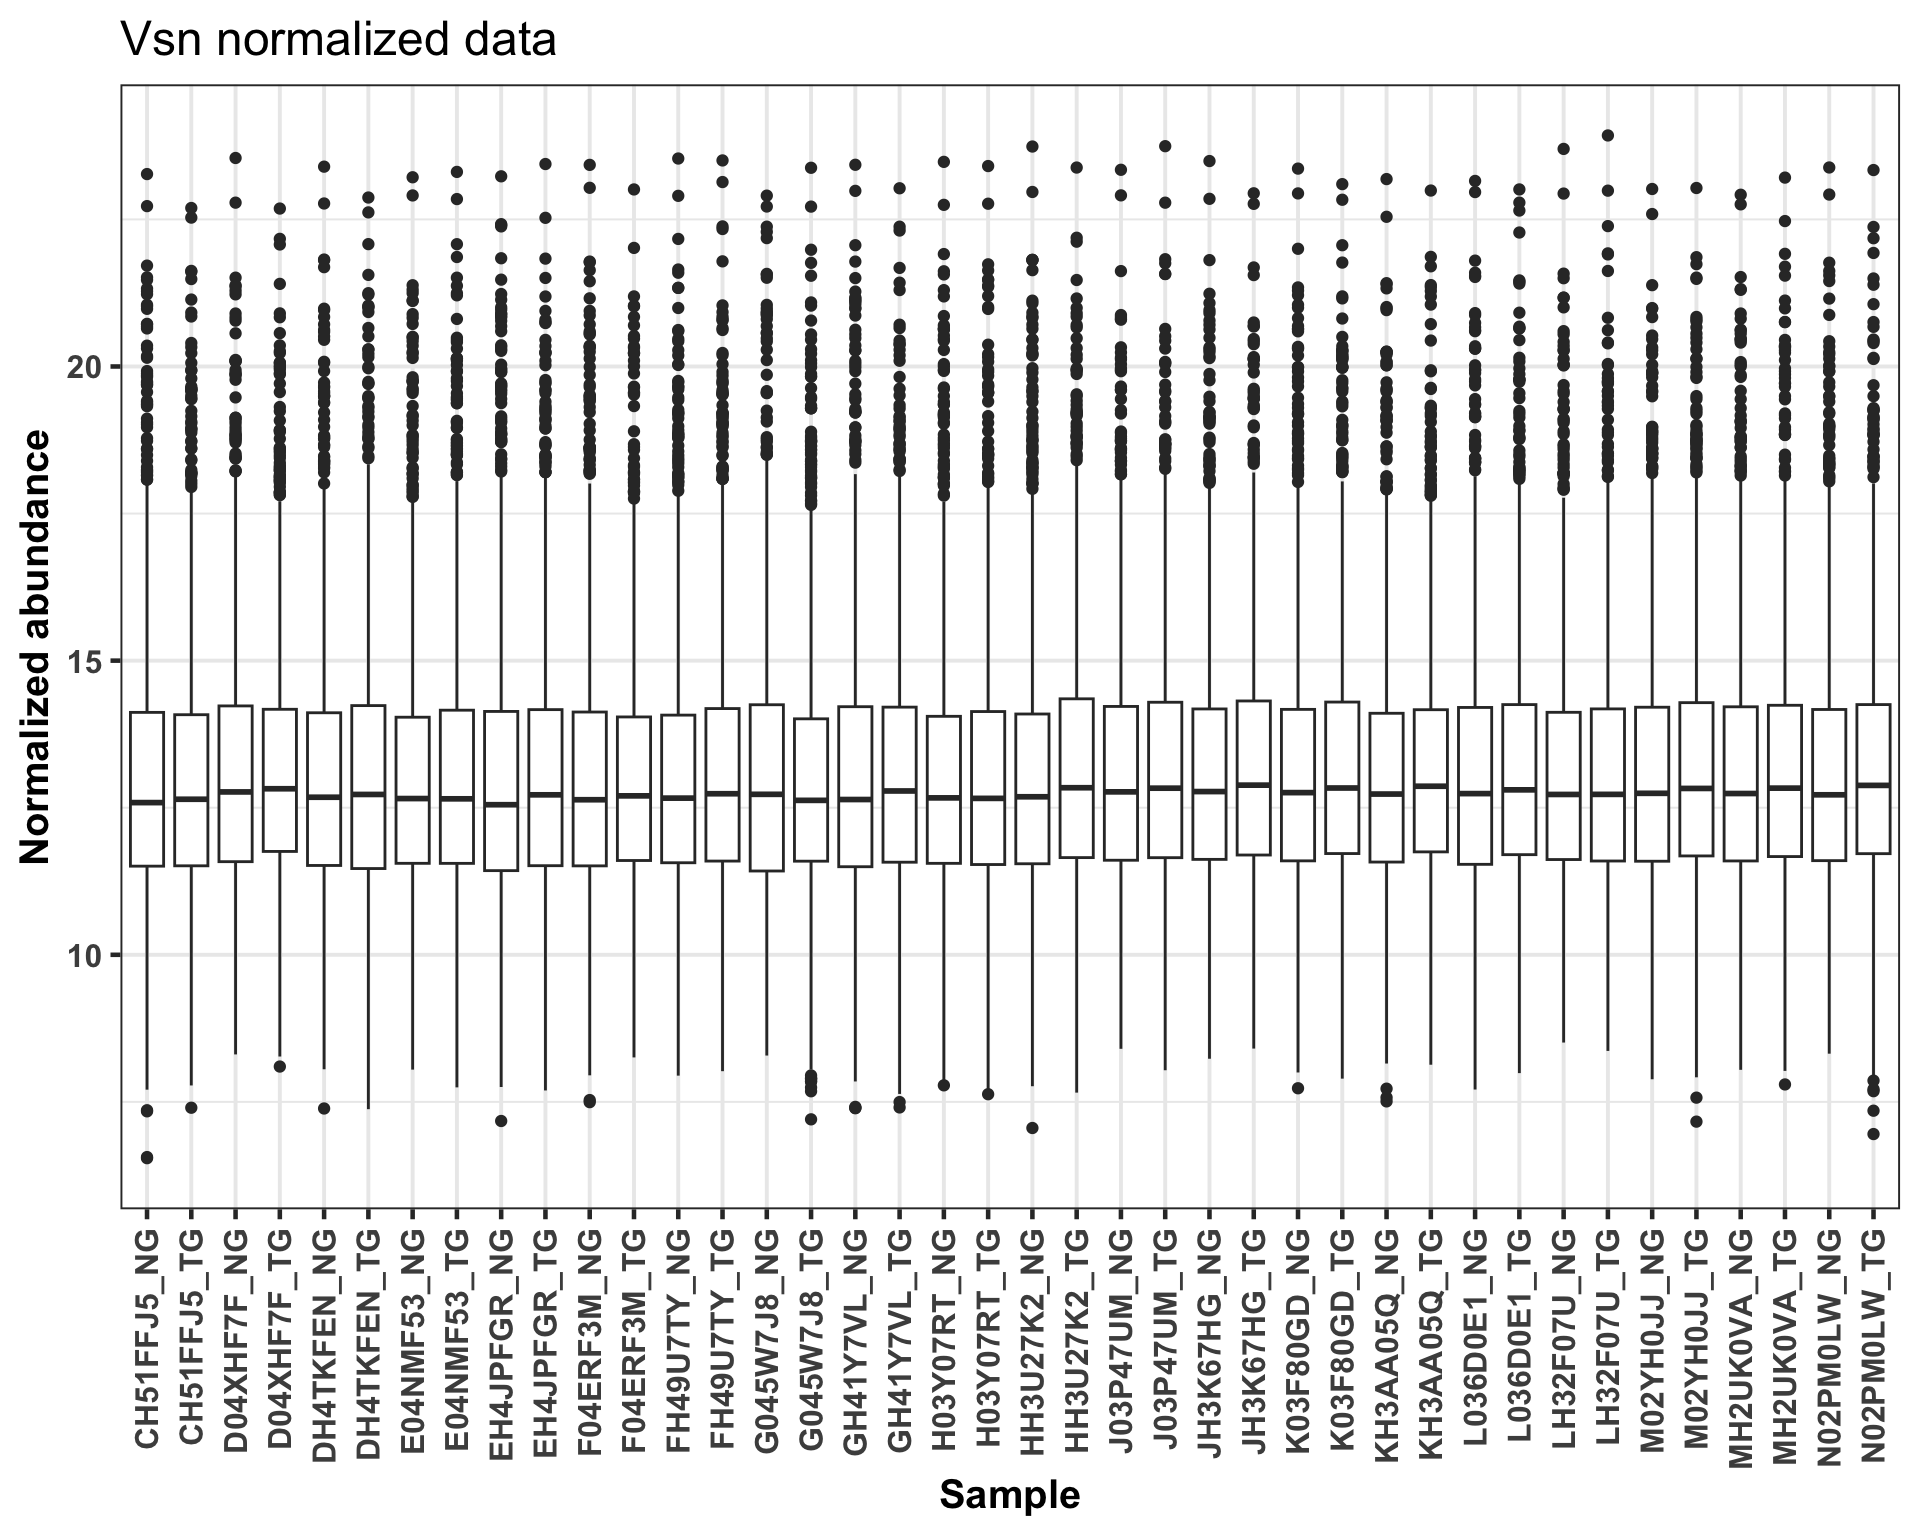 Vsn normalized data
Normalized abundance
20
15
10
CH51FFJ5_NG
CH51FFJ5_TG
D04XHF7F_NG
D04XHF7F_TG
DH4TKFEN_NG
DH4TKFEN_TG
E04NMF53_NG
E04NMF53_TG
EH4JPFGR_NG
EH4JPFGR_TG
F04ERF3M_NG
F04ERF3M_TG
FH49U7TY_NG
FH49U7TY_TG
G045W7J8_NG
G045W7J8_TG
GH41Y7VL_NG
GH41Y7VL_TG
H03Y07RT_NG
H03Y07RT_TG
HH3U27K2_NG
HH3U27K2_TG
J03P47UM_NG
J03P47UM_TG
JH3K67HG_NG
JH3K67HG_TG
K03F80GD_NG
K03F80GD_TG
KH3AA05Q_NG
KH3AA05Q_TG
L036D0E1_NG
L036D0E1_TG
LH32F07U_NG
LH32F07U_TG
M02YH0JJ_NG
M02YH0JJ_TG
MH2UK0VA_NG
MH2UK0VA_TG
N02PM0LW_NG
N02PM0LW_TG
Sample